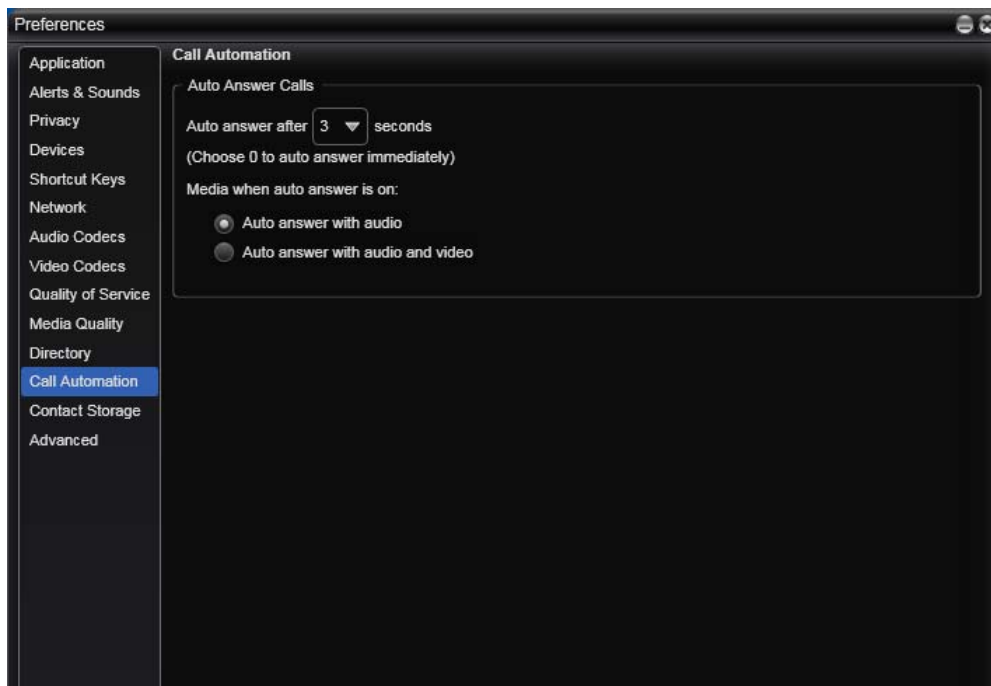 Preferences
Application
Alerts & Sounds
Privacy
Devices
Shortcut Keys
Network
Audio Codecs
Video Codecs
Quality of Service
Media Quality
Directory
Call Automation
Contact Storage
Advanced
Call Automation
Auto Answer Calls
Auto answer after 3 seconds
(Choose 0 to auto answer immediately)
Media when auto answer is on:
Auto answer with audio
Auto answer with audio and video